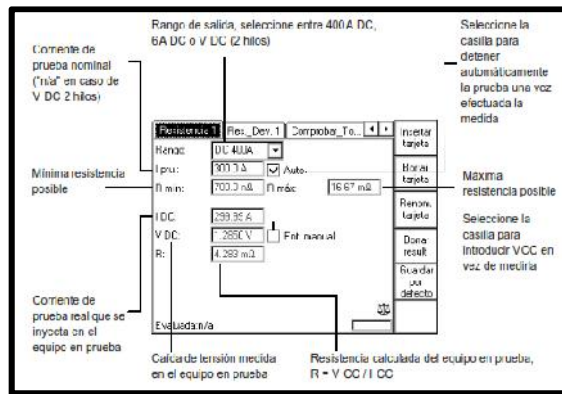 Rango de salida, seleccione entre 400A DC,
6A DC o V DC (2 hilos)
Corriente de
prueba nominal
("n/a" en caso de
V DC 2 hilos)
Seleccione la
casilla para
detener
automáticamente
la prueba una vez
efectuada la
medida
Resistencia 1
Res._Dev. 1
Comprobar_To...
Insertar
tarjeta
Rango:
DC 400A
I pru:
300.0 A
Auto.
Borrar
tarjeta
Mínima resistencia
posible
R min:
700.0 nΩ
R máx:
16.67 mΩ
Máxima
resistencia posible
Renom.
tarjeta
I DC:
299.99 A
V DC:
Ent. manual
R:
4.283 mΩ
Borrar
result
Guardar
por
defecto
Seleccione la
casilla para
introducir VCC en
vez de medirla
Corriente de
prueba real que se
inyecta en el
equipo en prueba
Evaluada:n/a
Caída de tensión medida
en el equipo en prueba
Resistencia calculada del equipo en prueba,
R = V CC / I CC